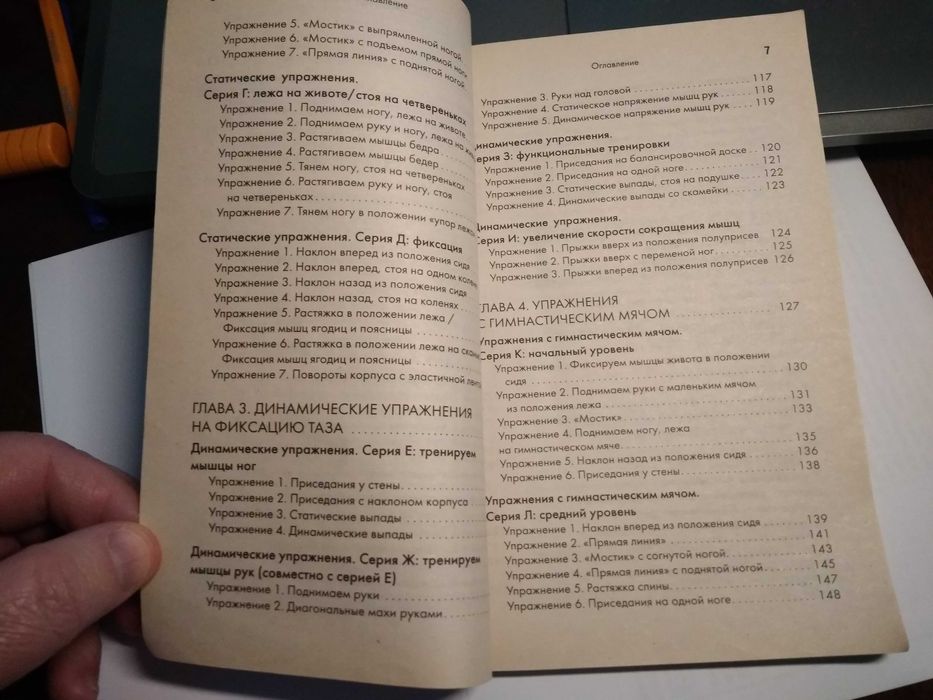 Упражнение 5. «Мостик» с выпрямленной ногой
Упражнение 6. «Мостик» с подъемом прямой ноги
Упражнение 7. «Прямая линия» с поднятой ногой
Статические упражнения.
Серия Г: лежа на животе/стоя на четвереньках
Упражнение 1. Поднимаем ногу, лежа на животе
Упражнение 2. Поднимаем руку и ногу, лежа на
Упражнение 3. Растягиваем мышцы бедра
Упражнение 4. Растягиваем мышцы бедер
Упражнение 5. Тянем ногу, стоя на четвереньках
Упражнение 6. Растягиваем руку и ногу, стоя
на четвереньках
Упражнение 7. Тянем ногу в положении «упор
Статические упражнения. Серия Д: фиксация
Упражнение 1. Наклон вперед из положения сидя
Упражнение 2. Наклон вперед, стоя на одном
Упражнение 3. Наклон назад из положения сидя
Упражнение 4. Наклон назад, стоя на коленях
Упражнение 5. Растяжка в положении лежа /
Фиксация мышц ягодиц и поясницы
Упражнение 6. Растяжка в положении лежа на
Фиксация мышц ягодиц и поясницы
Упражнение 7. Повороты корпуса с эластичной
ГЛАВА 3. ДИНАМИЧЕСКИЕ УПРАЖНЕНИЯ
НА ФИКСАЦИЮ ТАЗА
Динамические упражнения. Серия Е: тренируем
мышцы ног
Упражнение 1. Приседания у стены
Упражнение 2. Приседания с наклоном корпуса
Упражнение 3. Статические выпады
Упражнение 4. Динамические выпады
Динамические упражнения. Серия Ж: тренируем
мышцы рук (совместно с серией Е)
Упражнение 1. Поднимаем руки
Упражнение 2. Диагональные махи руками
Оглавление 7
Упражнение 3. Руки над головой 117
Упражнение 4. Статическое напряжение мышц рук 118
Упражнение 5. Динамическое напряжение мышц рук 119
Динамические упражнения.
Серия З: функциональные тренировки
Упражнение 1. Приседания на балансировочной доске 120
Упражнение 2. Приседания на одной ноге 121
Упражнение 3. Статические выпады, стоя на подушке 122
Упражнение 4. Динамические выпады со скамейки 123
Динамические упражнения.
Серия И: увеличение скорости сокращения мышц
Упражнение 1. Прыжки вверх из положения полуприсев 124
Упражнение 2. Прыжки вверх с переменой ног 125
Упражнение 3. Прыжки вперед из положения полуприсев 126
ГЛАВА 4. УПРАЖНЕНИЯ
С ГИМНАСТИЧЕСКИМ МЯЧОМ 127
Упражнения с гимнастическим мячом.
Серия К: начальный уровень
Упражнение 1. Фиксируем мышцы живота в положении
сидя 130
Упражнение 2. Поднимаем руки с маленьким мячом
из положения лежа 131
Упражнение 3. «Мостик» 133
Упражнение 4. Поднимаем ногу, лежа
на гимнастическом мяче 135
Упражнение 5. Наклон назад из положения сидя 136
Упражнение 6. Приседания у стены 138
Упражнения с гимнастическим мячом.
Серия Л: средний уровень
Упражнение 1. Наклон вперед из положения сидя 139
Упражнение 2. «Прямая линия» 141
Упражнение 3. «Мостик» с согнутой ногой 143
Упражнение 4. «Прямая линия» с поднятой ногой 145
Упражнение 5. Растяжка спины 147
Упражнение 6. Приседания на одной ноге 148